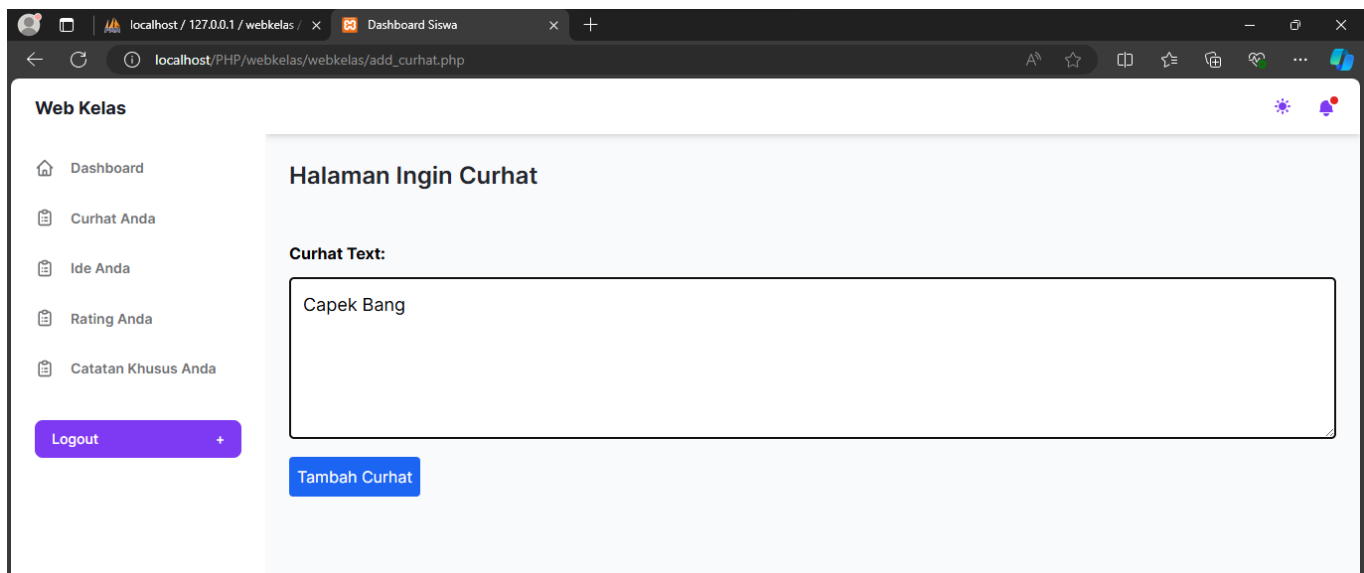 localhost / 127.0.0.1 / webkelas /
Dashboard Siswa
localhost/PHP/webkelas/webkelas/add_curhat.php
Web Kelas
Dashboard
Curhat Anda
Ide Anda
Rating Anda
Catatan Khusus Anda
Logout +
Halaman Ingin Curhat
Curhat Text:
Capek Bang
Tambah Curhat